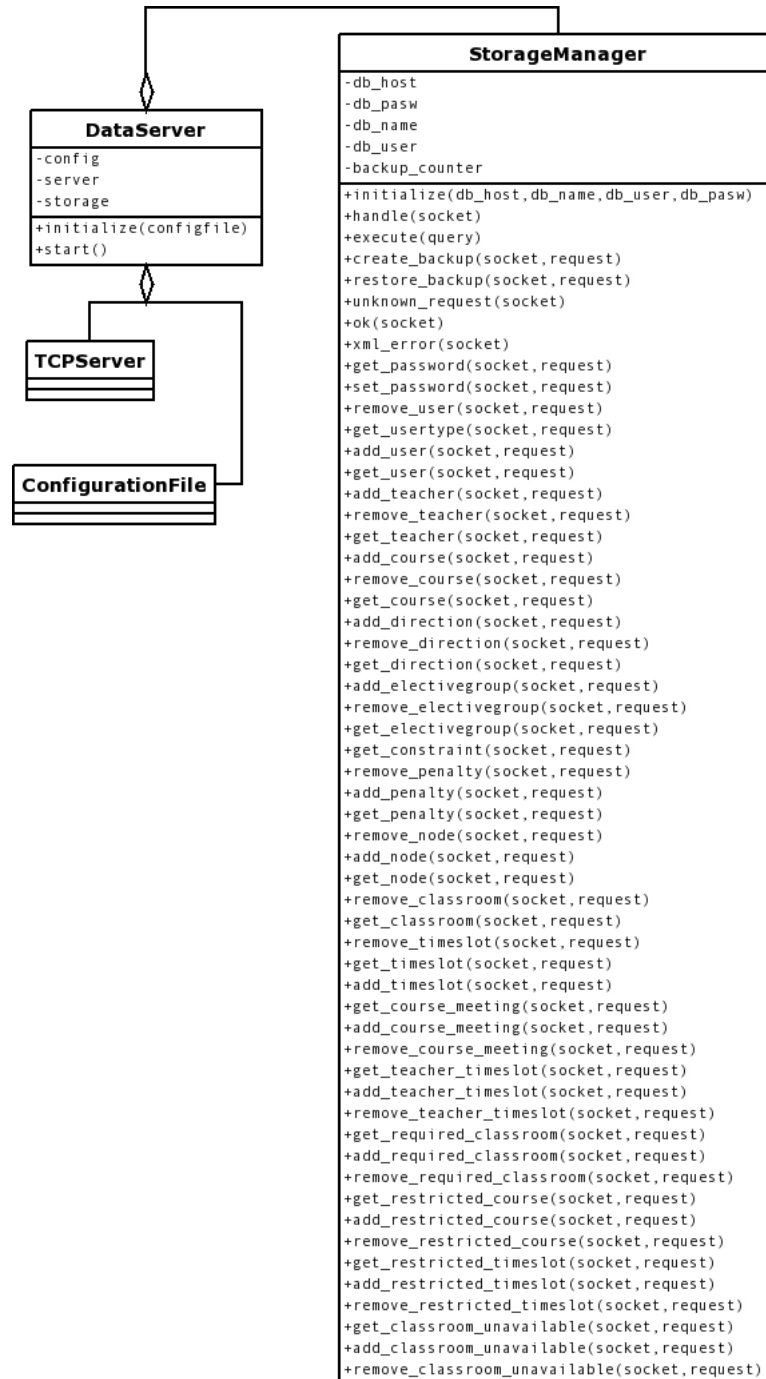 StorageManager
-db_host
-db_pasw
-db_name
-db_user
-backup_counter
+initialize(db_host,db_name,db_user,db_pasw)
+handle(socket)
+execute(query)
+create_backup(socket,request)
+restore_backup(socket,request)
+unknown_request(socket)
+ok(socket)
+xml_error(socket)
+get_password(socket,request)
+set_password(socket,request)
+remove_user(socket,request)
+get_usertype(socket,request)
+add_user(socket,request)
+get_user(socket,request)
+add_teacher(socket,request)
+remove_teacher(socket,request)
+get_teacher(socket,request)
+add_course(socket,request)
+remove_course(socket,request)
+get_course(socket,request)
+add_direction(socket,request)
+remove_direction(socket,request)
+get_direction(socket,request)
+add_electivegroup(socket,request)
+remove_electivegroup(socket,request)
+get_electivegroup(socket,request)
+get_constraint(socket,request)
+remove_penalty(socket,request)
+add_penalty(socket,request)
+get_penalty(socket,request)
+remove_node(socket,request)
+add_node(socket,request)
+get_node(socket,request)
+remove_classroom(socket,request)
+get_classroom(socket,request)
+remove_timeslot(socket,request)
+get_timeslot(socket,request)
+add_timeslot(socket,request)
+get_course_meeting(socket,request)
+add_course_meeting(socket,request)
+remove_course_meeting(socket,request)
+get_teacher_timeslot(socket,request)
+add_teacher_timeslot(socket,request)
+remove_teacher_timeslot(socket,request)
+get_required_classroom(socket,request)
+add_required_classroom(socket,request)
+remove_required_classroom(socket,request)
+get_restricted_course(socket,request)
+add_restricted_course(socket,request)
+remove_restricted_course(socket,request)
+get_restricted_timeslot(socket,request)
+add_restricted_timeslot(socket,request)
+remove_restricted_timeslot(socket,request)
+get_classroom_unavailable(socket,request)
+add_classroom_unavailable(socket,request)
+remove_classroom_unavailable(socket,request)
DataServer
-config
-server
-storage
+initialize(configfile)
+start()
TCPServer
ConfigurationFile